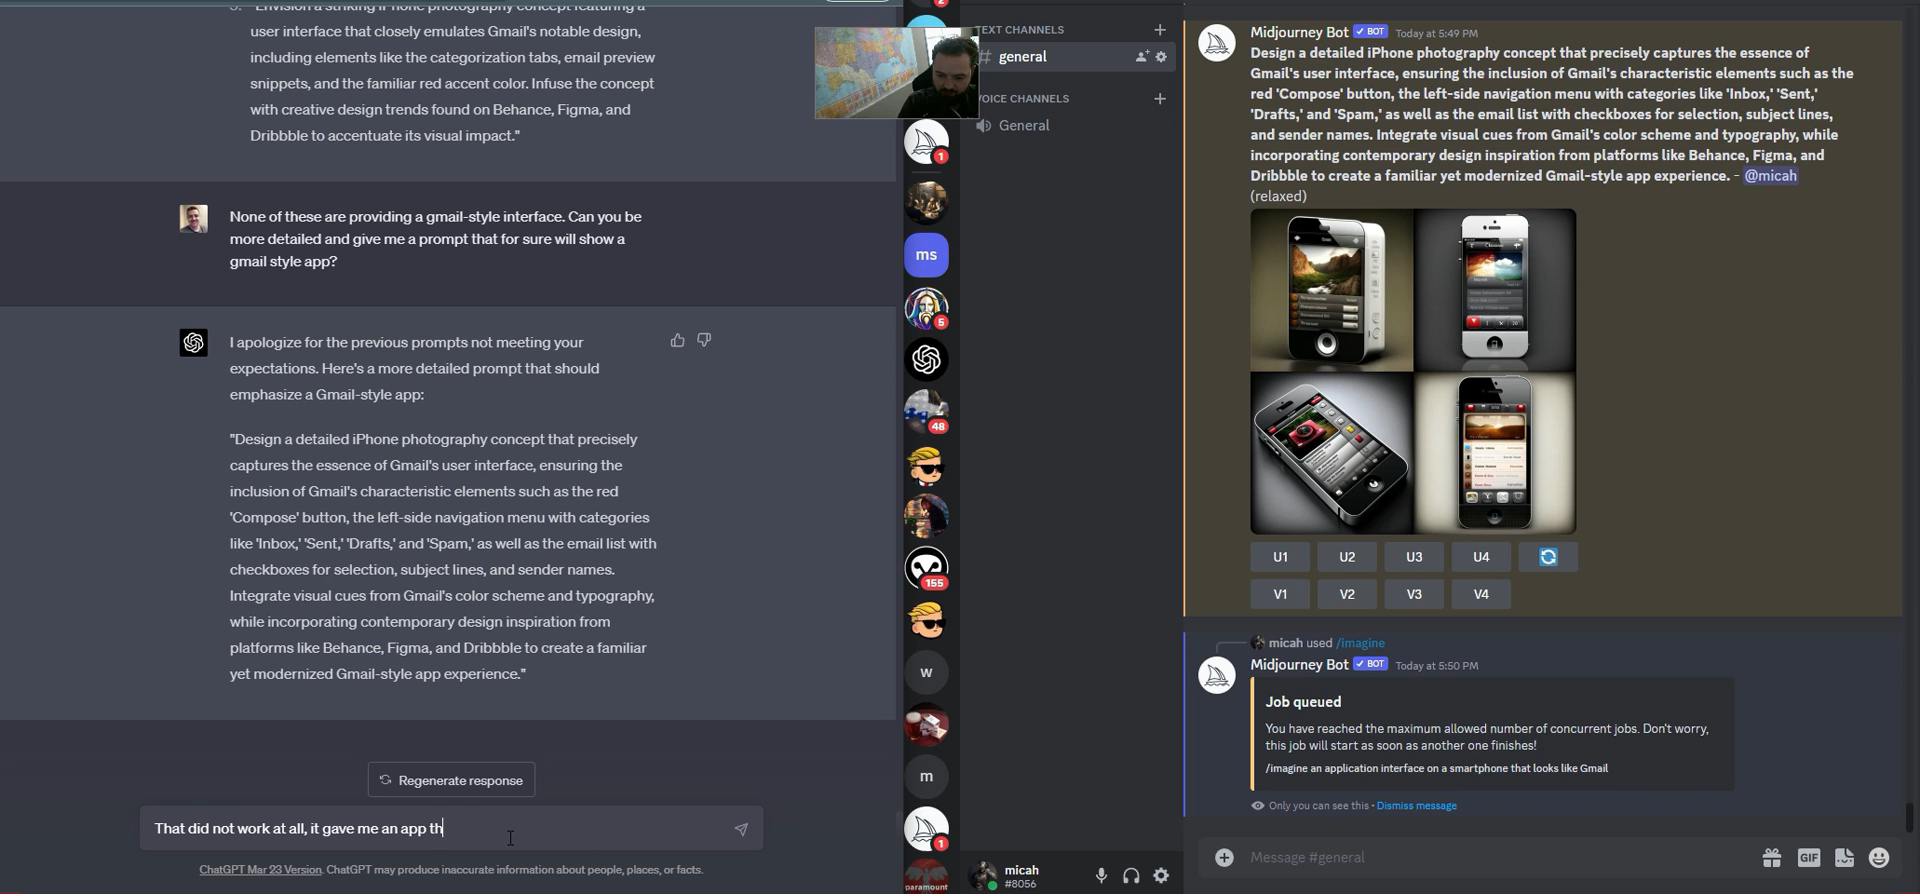 3. "Envision a striking iPhone photography concept featuring a
user interface that closely emulates Gmail's notable design,
including elements like the categorization tabs, email preview
snippets, and the familiar red accent color. Infuse the concept
with creative design trends found on Behance, Figma, and
Dribbble to accentuate its visual impact."
None of these are providing a gmail-style interface. Can you be
more detailed and give me a prompt that for sure will show a
gmail style app?
I apologize for the previous prompts not meeting your
expectations. Here's a more detailed prompt that should
emphasize a Gmail-style app:
"Design a detailed iPhone photography concept that precisely
captures the essence of Gmail's user interface, ensuring the
inclusion of Gmail's characteristic elements such as the red
'Compose' button, the left-side navigation menu with categories
like 'Inbox,' 'Sent,' 'Drafts,' and 'Spam,' as well as the email list with
checkboxes for selection, subject lines, and sender names.
Integrate visual cues from Gmail's color scheme and typography,
while incorporating contemporary design inspiration from
platforms like Behance, Figma, and Dribbble to create a familiar
yet modernized Gmail-style app experience."
Regenerate response
That did not work at all, it gave me an app th
ChatGPT Mar 23 Version. ChatGPT may produce inaccurate information about people, places, or facts.
2
1
ms
5
48
155
w
m
1
paramount
TEXT CHANNELS
# general
VOICE CHANNELS
General
micah
#8056
Midjourney Bot ✓ BOT Today at 5:49 PM
Design a detailed iPhone photography concept that precisely captures the essence of
Gmail's user interface, ensuring the inclusion of Gmail's characteristic elements such as the
red 'Compose' button, the left-side navigation menu with categories like 'Inbox,' 'Sent,'
'Drafts,' and 'Spam,' as well as the email list with checkboxes for selection, subject lines,
and sender names. Integrate visual cues from Gmail's color scheme and typography, while
incorporating contemporary design inspiration from platforms like Behance, Figma, and
Dribbble to create a familiar yet modernized Gmail-style app experience. - @micah
(relaxed)
U1 U2 U3 U4
V1 V2 V3 V4
micah used /imagine
Midjourney Bot ✓ BOT Today at 5:50 PM
Job queued
You have reached the maximum allowed number of concurrent jobs. Don't worry,
this job will start as soon as another one finishes!
/imagine an application interface on a smartphone that looks like Gmail
Only you can see this • Dismiss message
Message #general
GIF